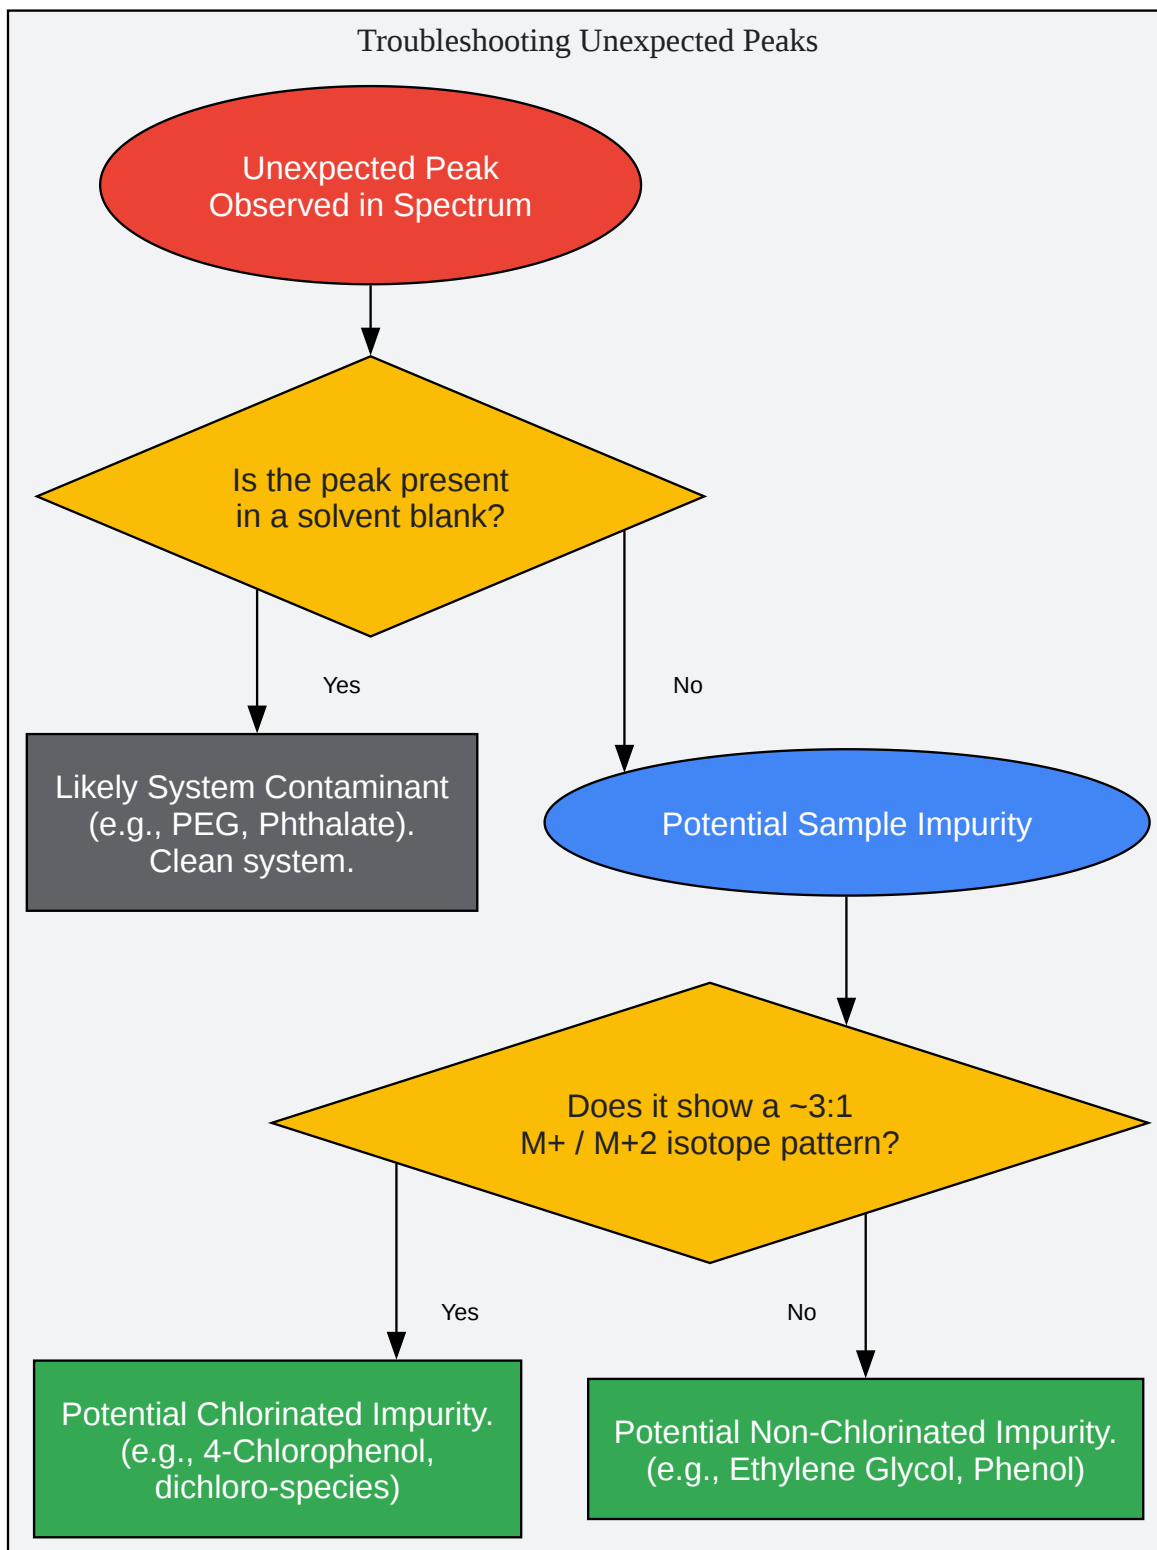 Troubleshooting Unexpected Peaks
Unexpected Peak
Observed in Spectrum
Is the peak present
in a solvent blank?
Yes
No
Likely System Contaminant
(e.g., PEG, Phthalate).
Clean system.
Potential Sample Impurity
Does it show a ~3:1
M+ / M+2 isotope pattern?
Yes
No
Potential Chlorinated Impurity.
(e.g., 4-Chlorophenol,
dichloro-species)
Potential Non-Chlorinated Impurity.
(e.g., Ethylene Glycol, Phenol)